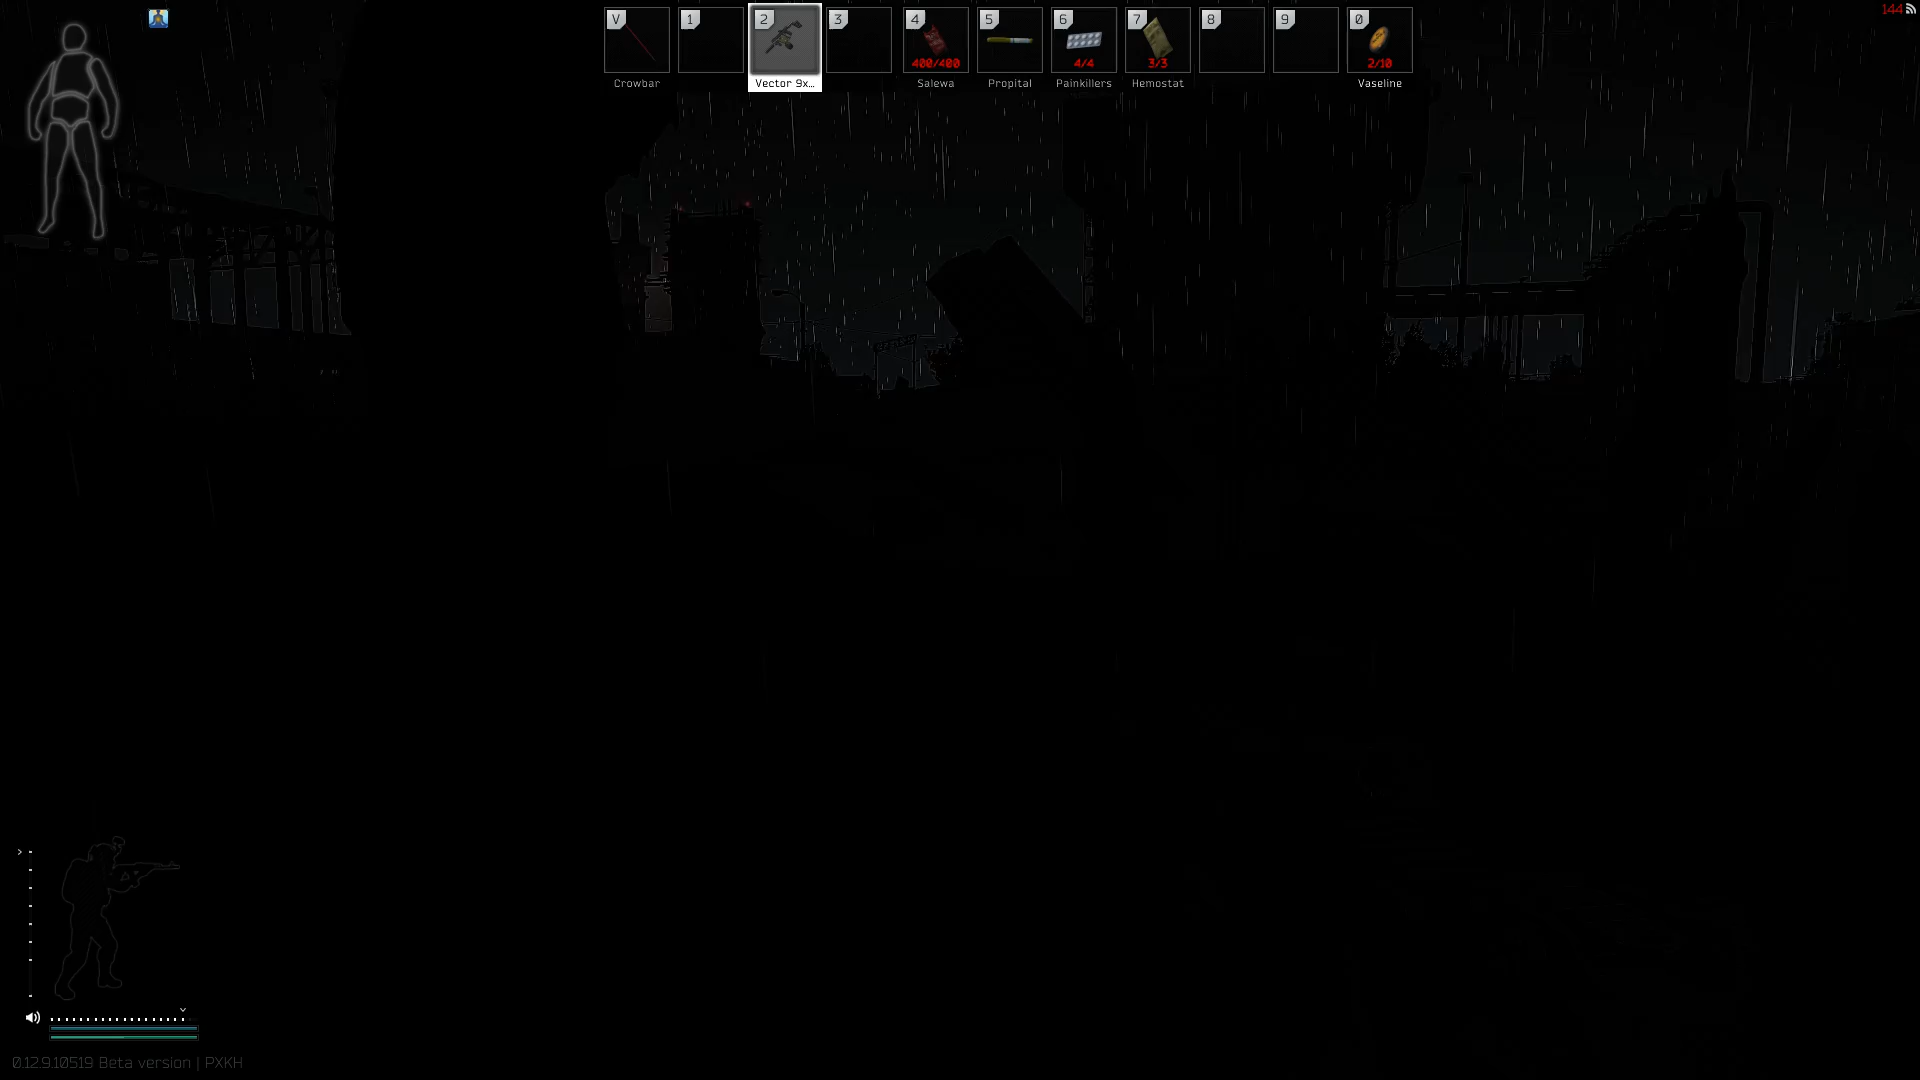 144
V
1
2
3
4
5
6
7
8
9
0
400/400
4/4
3/3
2/10
Crowbar
Vector 9x...
Salewa
Propital
Painkillers
Hemostat
Vaseline
0.12.9.10519 Beta version | PXKH